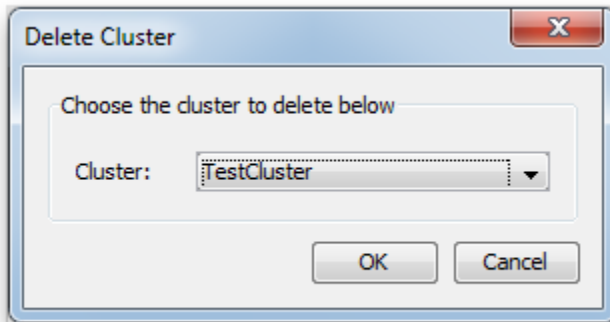 Delete Cluster
Choose the cluster to delete below
Cluster: TestCluster
OK Cancel